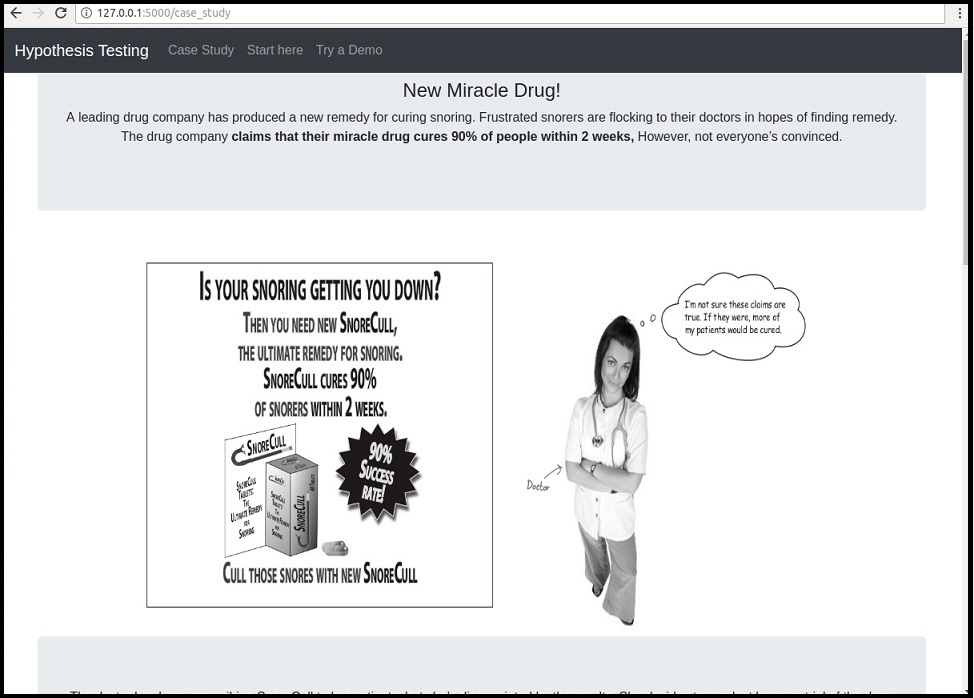 127.0.0.1:5000/case_study
Hypothesis Testing Case Study Start here Try a Demo
New Miracle Drug!
A leading drug company has produced a new remedy for curing snoring. Frustrated snorers are flocking to their doctors in hopes of finding remedy.
The drug company claims that their miracle drug cures 90% of people within 2 weeks, However, not everyone's convinced.
IS YOUR SNORING GETTING YOU DOWN?
THEN YOU NEED NEW SNORECULL,
THE ULTIMATE REMEDY FOR SNORING.
SNORECULL CURES 90%
OF SNORERS WITHIN 2 WEEKS.
SNORECULL
SNORECULL
TABLETS:
THE
ULTIMATE REMEDY
FOR
SNORING
SNORECULL
90%
SUCCESS
RATE!
CULL THOSE SNORES WITH NEW SNORECULL
I'm not sure these claims are
true. If they were, more of
my patients would be cured.
Doctor